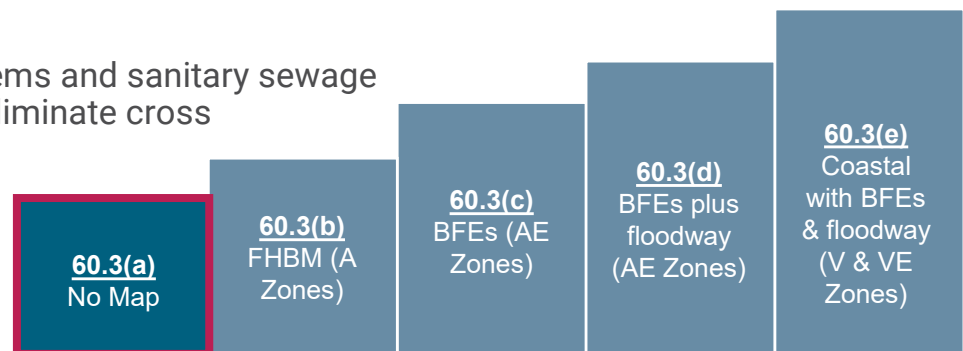 ems and sanitary sewage
liminate cross
60.3(a)
No Map
60.3(b)
FHBM (A
Zones)
60.3(c)
BFEs (AE
Zones)
60.3(d)
BFEs plus
floodway
(AE Zones)
60.3(e)
Coastal
with BFEs
& floodway
(V & VE
Zones)